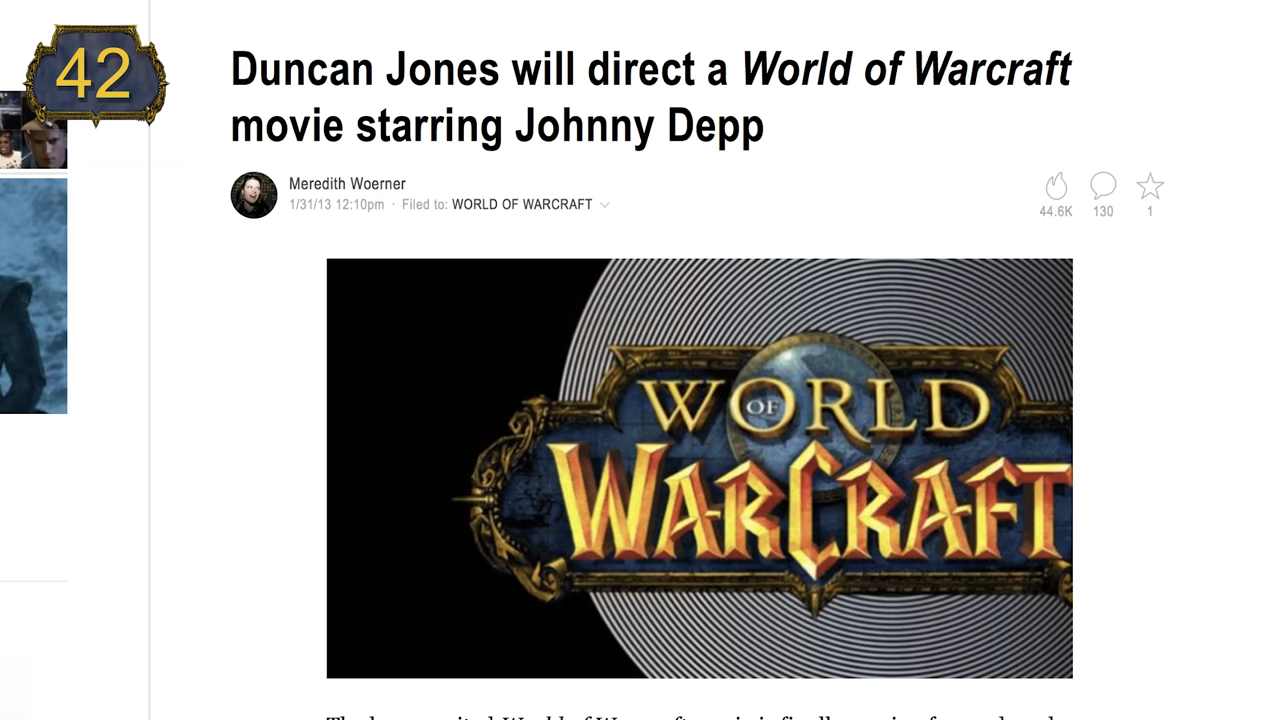 42
Duncan Jones will direct a World of Warcraft
movie starring Johnny Depp
Meredith Woerner
1/31/13 12:10pm · Filed to: WORLD OF WARCRAFT
44.6K 130 1
WORLD
OF
WARCRAFT